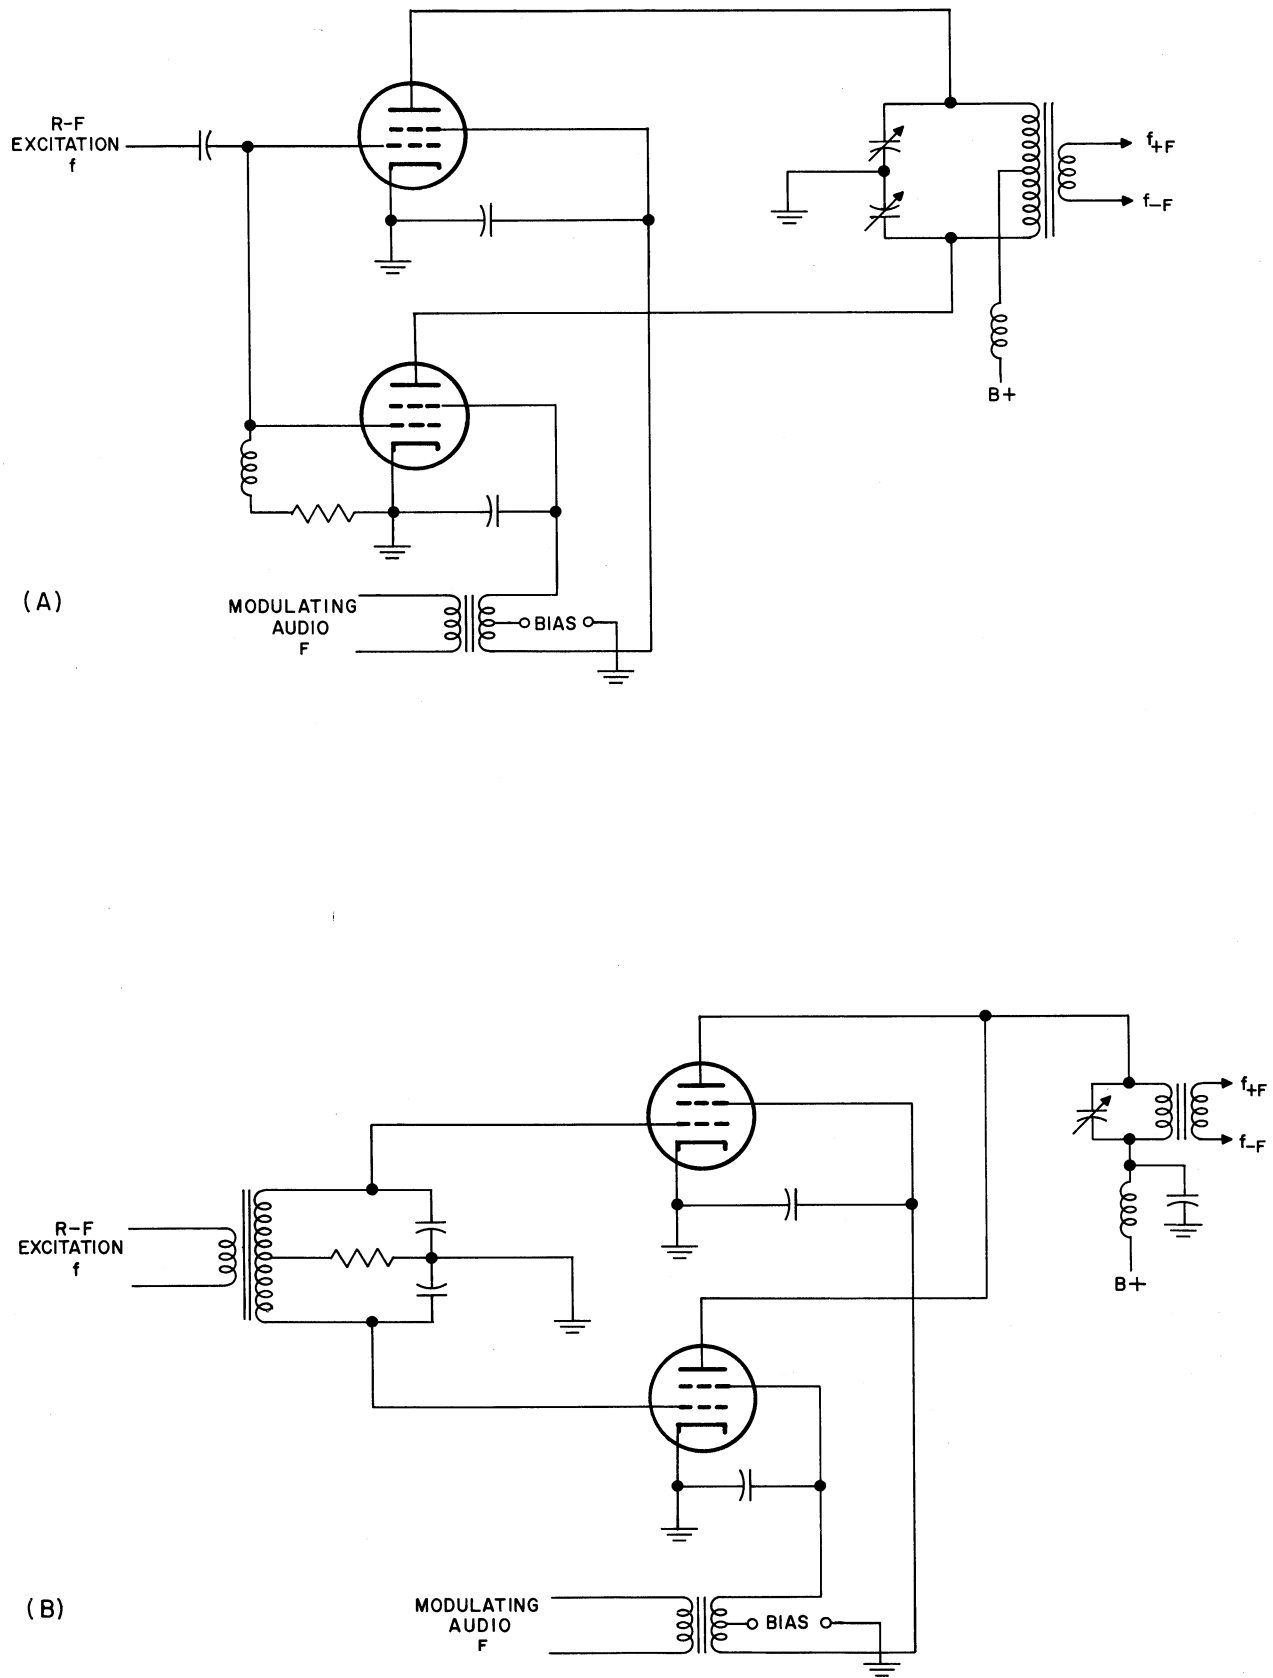 R-F
EXCITATION
f
f+F
f-F
B+
(A)
MODULATING
AUDIO
F
BIAS
f+F
f-F
R-F
EXCITATION
f
B+
(B)
MODULATING
AUDIO
F
BIAS